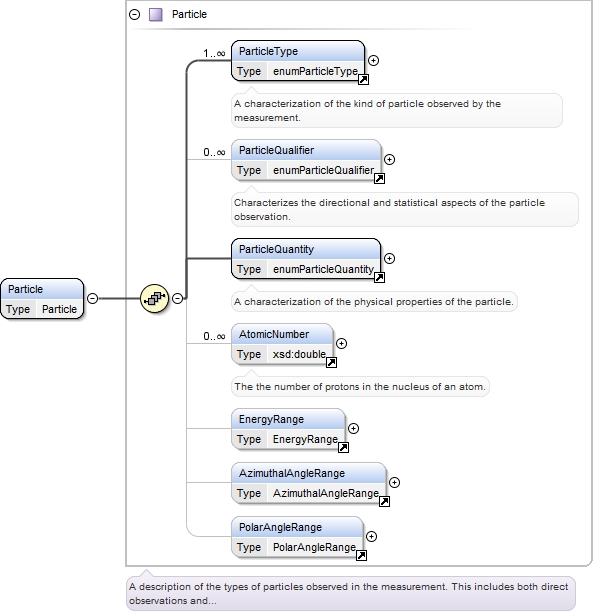 Particle
1..∞
ParticleType
Type enumParticleType
A characterization of the kind of particle observed by the
measurement.
0..∞
ParticleQualifier
Type enumParticleQualifier
Characterizes the directional and statistical aspects of the particle
observation.
ParticleQuantity
Type enumParticleQuantity
A characterization of the physical properties of the particle.
Particle
Type Particle
0..∞
AtomicNumber
Type xsd:double
The the number of protons in the nucleus of an atom.
EnergyRange
Type EnergyRange
AzimuthalAngleRange
Type AzimuthalAngleRange
PolarAngleRange
Type PolarAngleRange
A description of the types of particles observed in the measurement. This includes both direct
observations and...